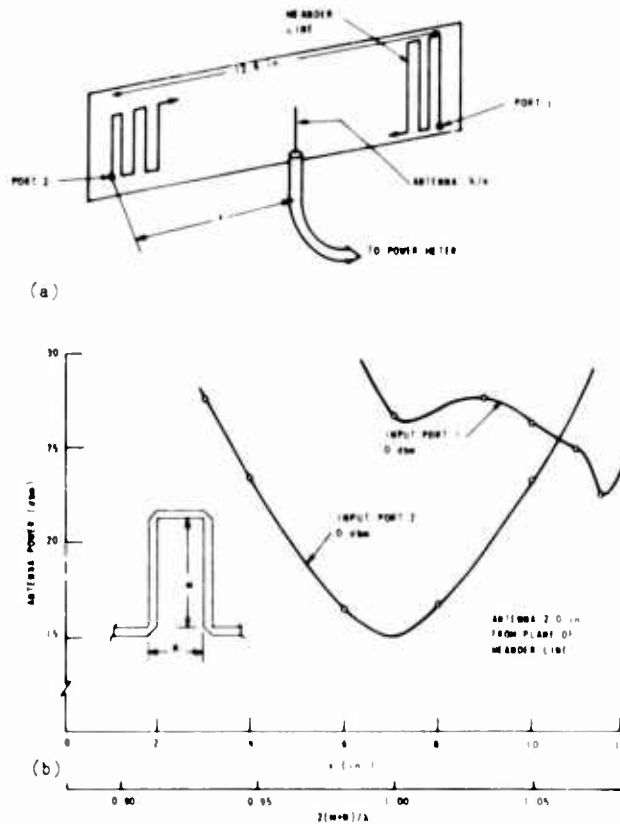 MEANDER
LINE
PORT 1
PORT 2
ANTENNA λ/4
TO POWER METER
(a)
ANTENNA POWER (dbm)
30
25
20
15
INPUT PORT 1
0 dbm
INPUT PORT 2
0 dbm
H
ANTENNA 2.0 in
FROM PLANE OF
MEANDER LINE
0 2 4 6 8 10
(b)
x (in.)
0.90 0.95 1.00 1.05